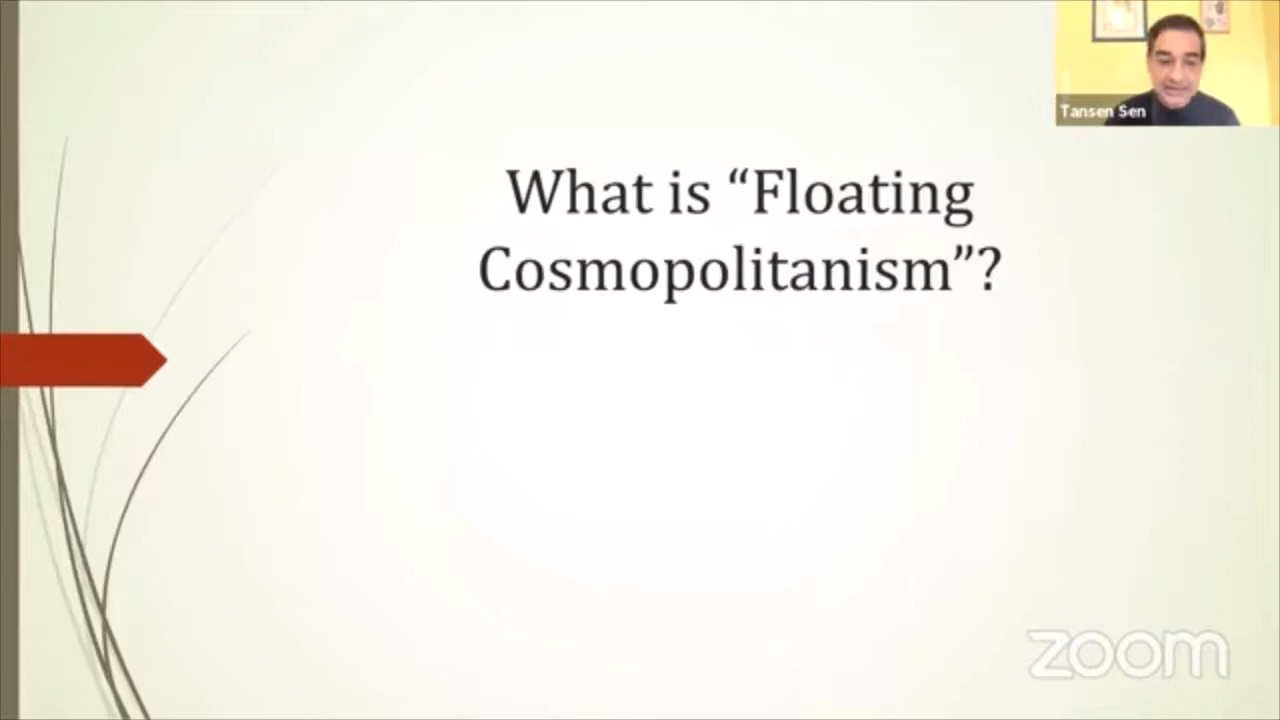 Tansen Sen
What is “Floating
Cosmopolitanism”?
zoom